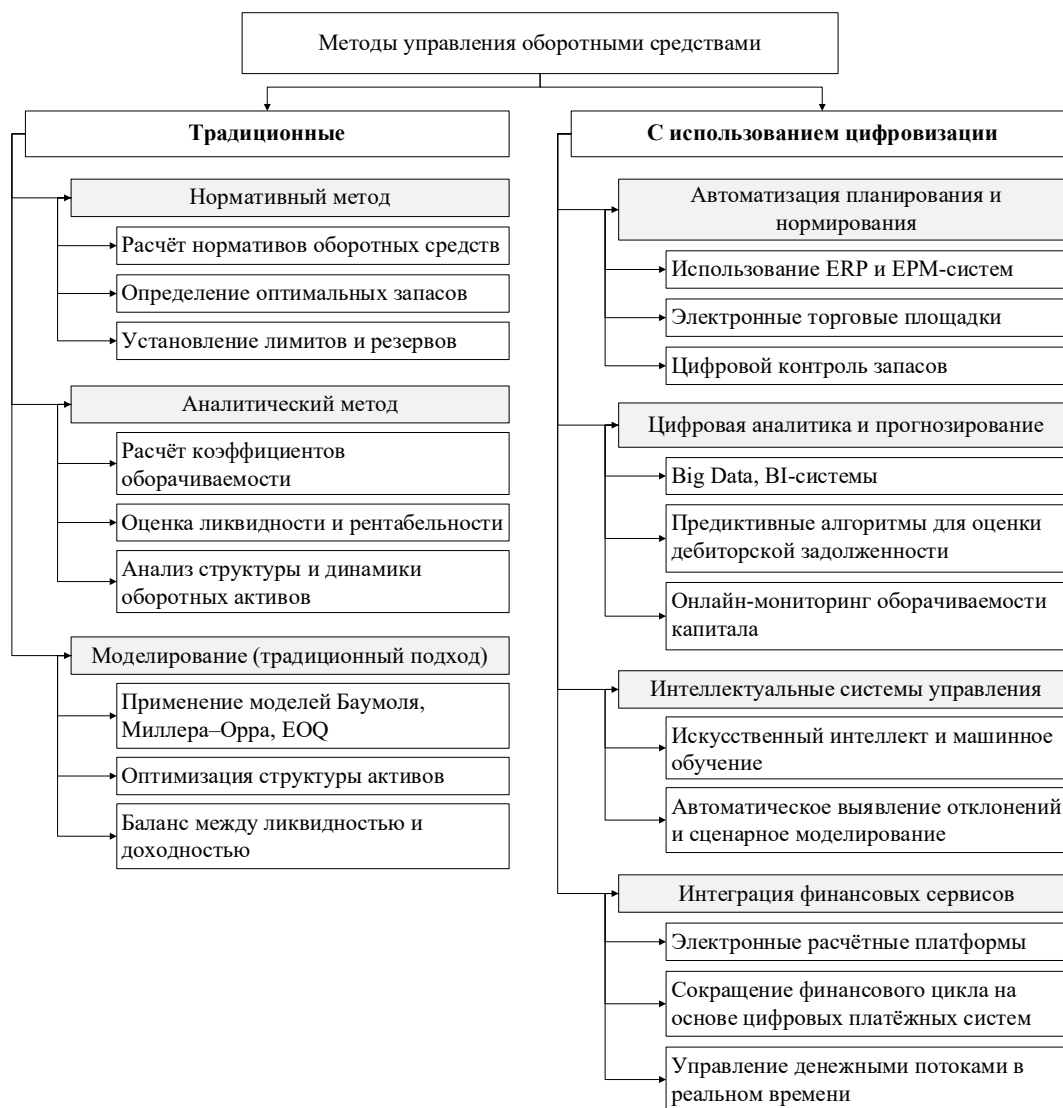 Методы управления оборотными средствами
Традиционные
Нормативный метод
Расчёт нормативов оборотных средств
Определение оптимальных запасов
Установление лимитов и резервов
Аналитический метод
Расчёт коэффициентов
оборачиваемости
Оценка ликвидности и рентабельности
Анализ структуры и динамики
оборотных активов
Моделирование (традиционный подход)
Применение моделей Баумоля,
Миллера–Орра, EOQ
Оптимизация структуры активов
Баланс между ликвидностью и
доходностью
С использованием цифровизации
Автоматизация планирования и
нормирования
Использование ERP и EPM-систем
Электронные торговые площадки
Цифровой контроль запасов
Цифровая аналитика и прогнозирование
Big Data, BI-системы
Предиктивные алгоритмы для оценки
дебиторской задолженности
Онлайн-мониторинг оборачиваемости
капитала
Интеллектуальные системы управления
Искусственный интеллект и машинное
обучение
Автоматическое выявление отклонений
и сценарное моделирование
Интеграция финансовых сервисов
Электронные расчётные платформы
Сокращение финансового цикла на
основе цифровых платёжных систем
Управление денежными потоками в
реальном времени